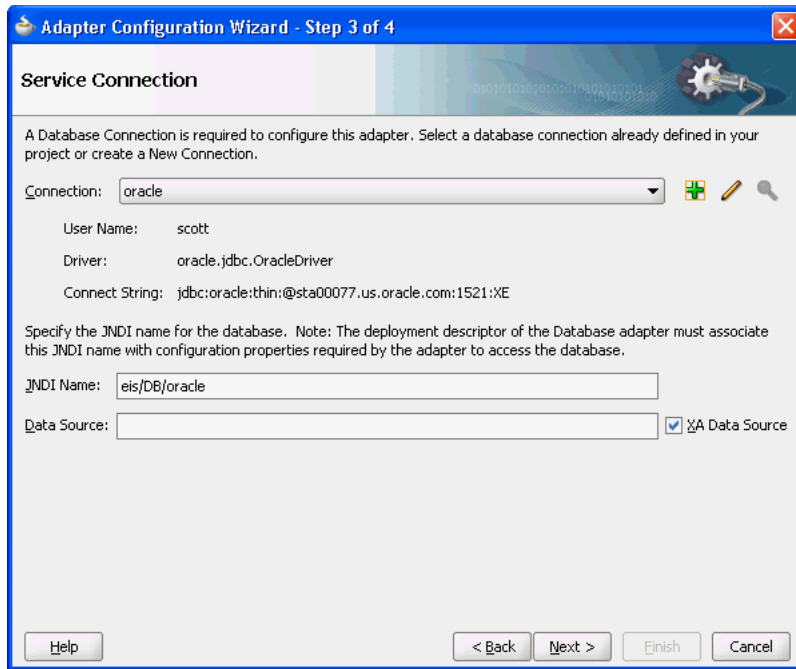 Adapter Configuration Wizard - Step 3 of 4
Service Connection
0101010101010101010101010101
01010101010
A Database Connection is required to configure this adapter. Select a database connection already defined in your
project or create a New Connection.
Connection: oracle
User Name: scott
Driver: oracle.jdbc.OracleDriver
Connect String: jdbc:oracle:thin:@sta00077.us.oracle.com:1521:XE
Specify the JNDI name for the database. Note: The deployment descriptor of the Database adapter must associate
this JNDI name with configuration properties required by the adapter to access the database.
JNDI Name: eis/DB/oracle
Data Source: XA Data Source
Help < Back Next > Finish Cancel